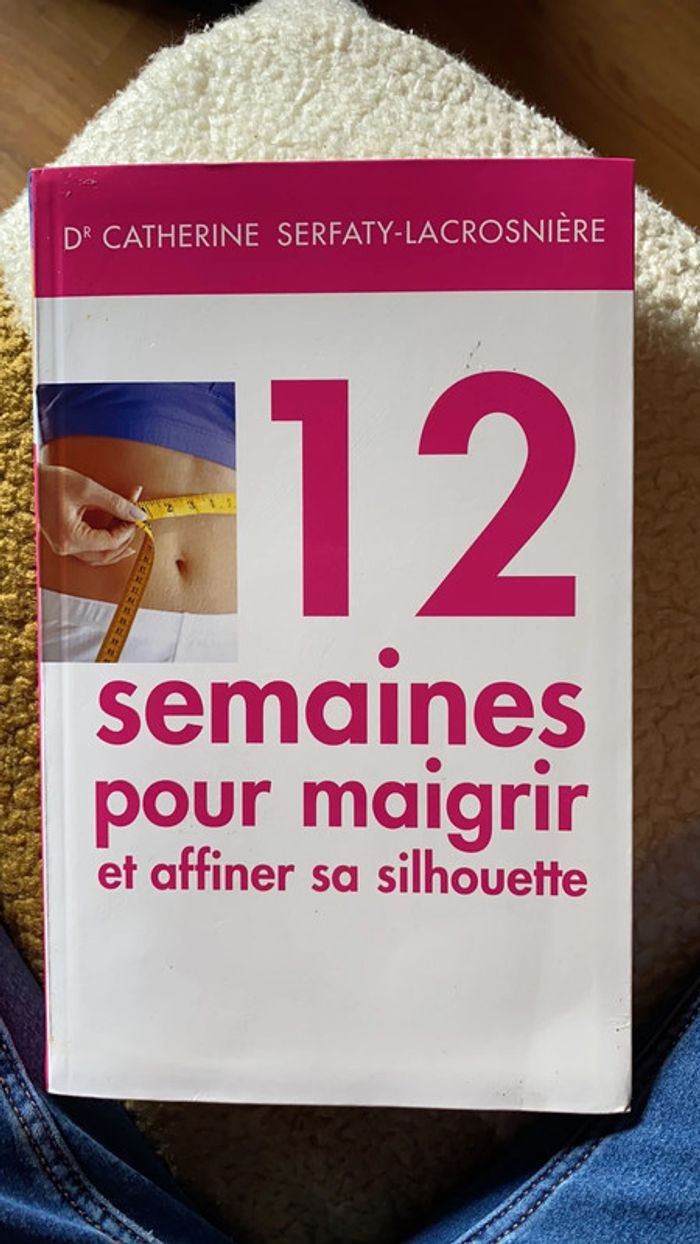 Dʳ CATHERINE SERFATY-LACROSNIÈRE
12
semaines
pour maigrir
et affiner sa silhouette